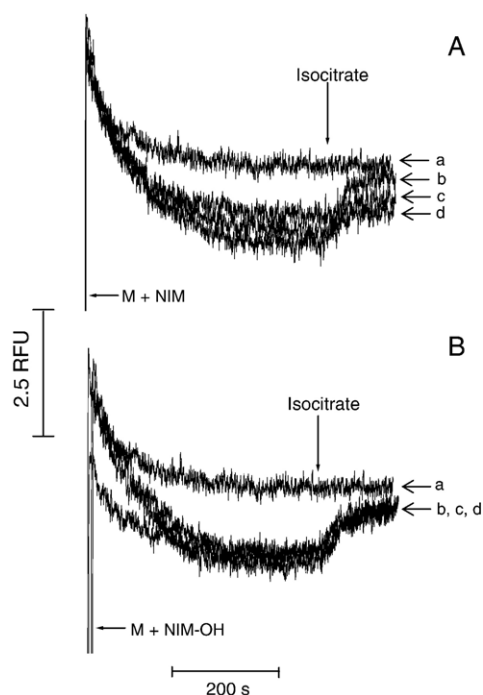 A
Isocitrate
a
b
c
d
M + NIM
2.5 RFU
B
Isocitrate
a
b, c, d
M + NIM-OH
200 s